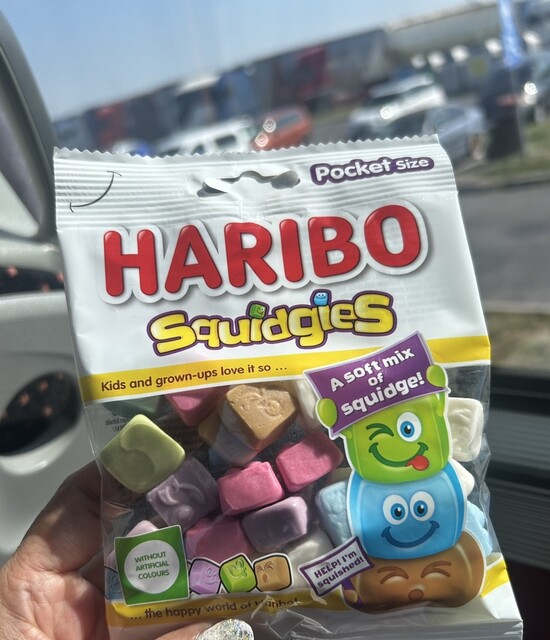 Pocket Size
HARIBO
Squidgies
Kids and grown-ups love it so ...
A soft mix
of
squidge!
WITHOUT
ARTIFICIAL
COLOURS
HELP! I'm
squished!
... the happy world of Haribo!